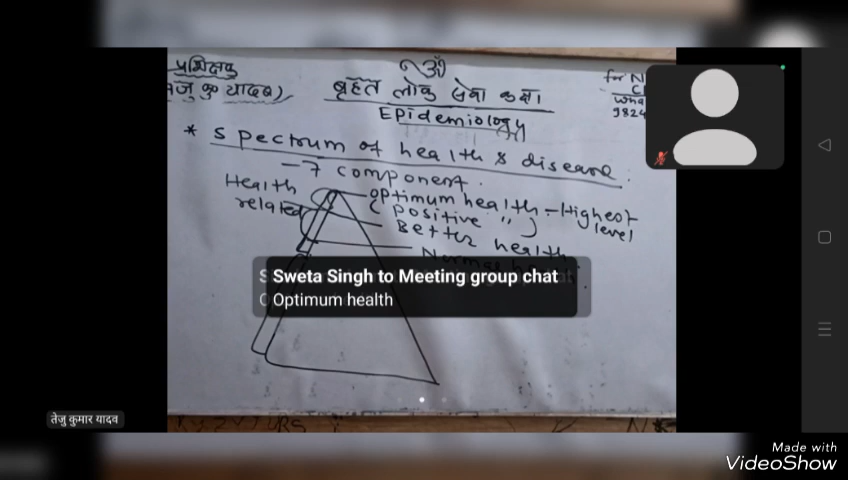 प्रशिक्षक
तेजु कु यादव)
ॐ
बृहत लोक सेवा कक्षा
for N
9824
Epidemiology
* Spectrum of health & disease
- 7 component.
Health related
Optimum health - Highest level
( Positive " )
Better health
Sweta Singh to Meeting group chat
Optimum health
तेजु कुमार यादव
Made with
VideoShow